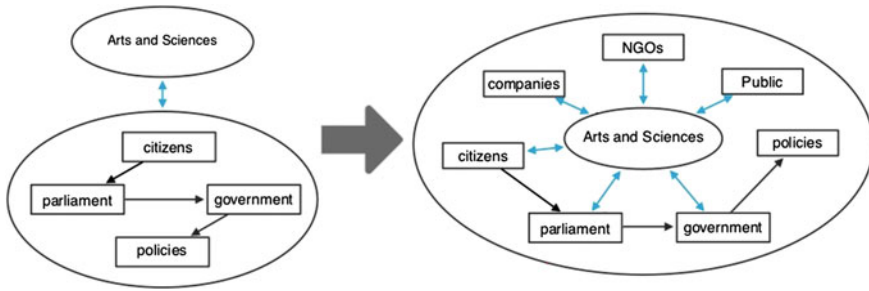 Arts and Sciences
citizens
parliament
government
policies
NGOs
companies
Public
Arts and Sciences
citizens
policies
parliament
government